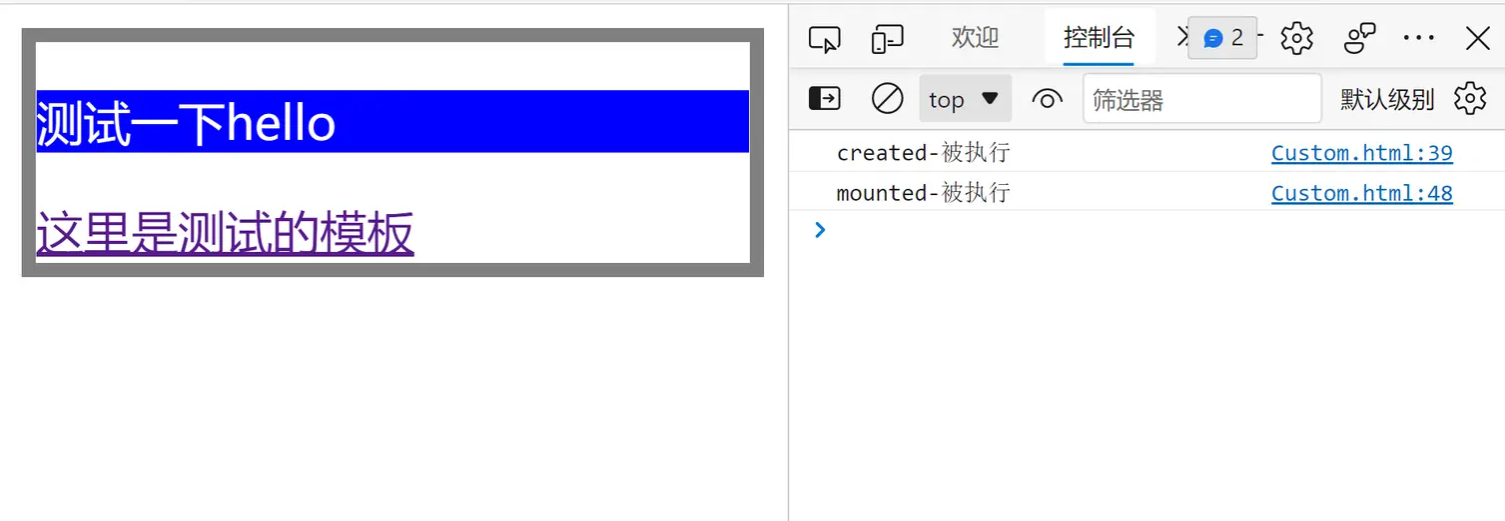 测试一下hello
这里是测试的模板
欢迎
控制台
2
top
筛选器
默认级别
created-被执行 Custom.html:39
mounted-被执行 Custom.html:48